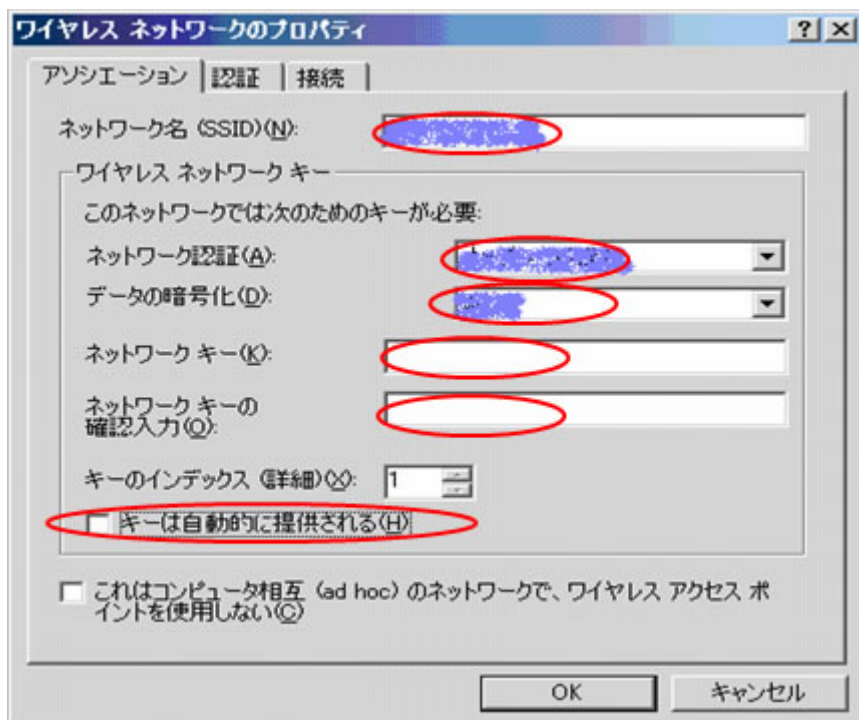 ワイヤレス ネットワークのプロパティ
アソシエーション 認証 接続
ネットワーク名 (SSID)(N):
ワイヤレス ネットワーク キー
このネットワークでは次のためのキーが必要:
ネットワーク認証(A):
データの暗号化(D):
ネットワーク キー(K):
ネットワーク キーの
確認入力(O):
キーのインデックス (詳細)(X): 1
キーは自動的に提供される(H)
これはコンピュータ相互 (ad hoc) のネットワークで、ワイヤレス アクセス ポ
イントを使用しない(C)
OK キャンセル